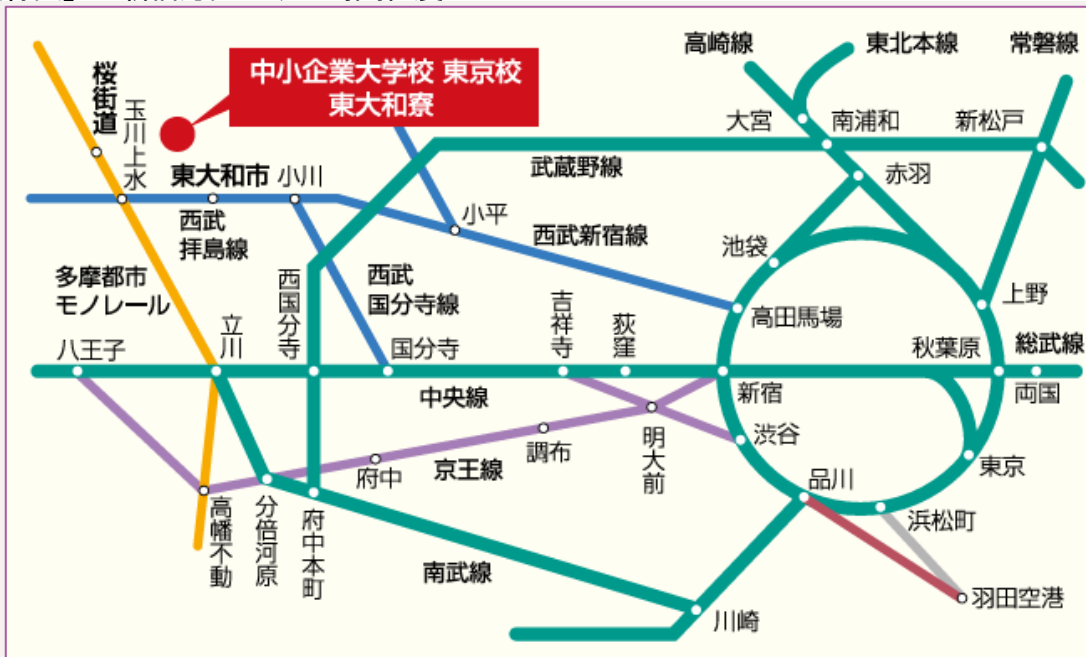 高崎線
東北本線
常磐線
中小企業大学校 東京校
東大和寮
桜街道
玉川上水
大宮
南浦和
新松戸
武蔵野線
赤羽
東大和市
小川
西武
拝島線
小平
西武新宿線
池袋
多摩都市
モノレール
西武
国分寺線
上野
高田馬場
西国分寺
吉祥寺
荻窪
立川
八王子
国分寺
秋葉原
総武線
中央線
新宿
両国
渋谷
明大前
調布
京王線
府中
東京
品川
浜松町
高幡不動
分倍河原
府中本町
南武線
羽田空港
川崎